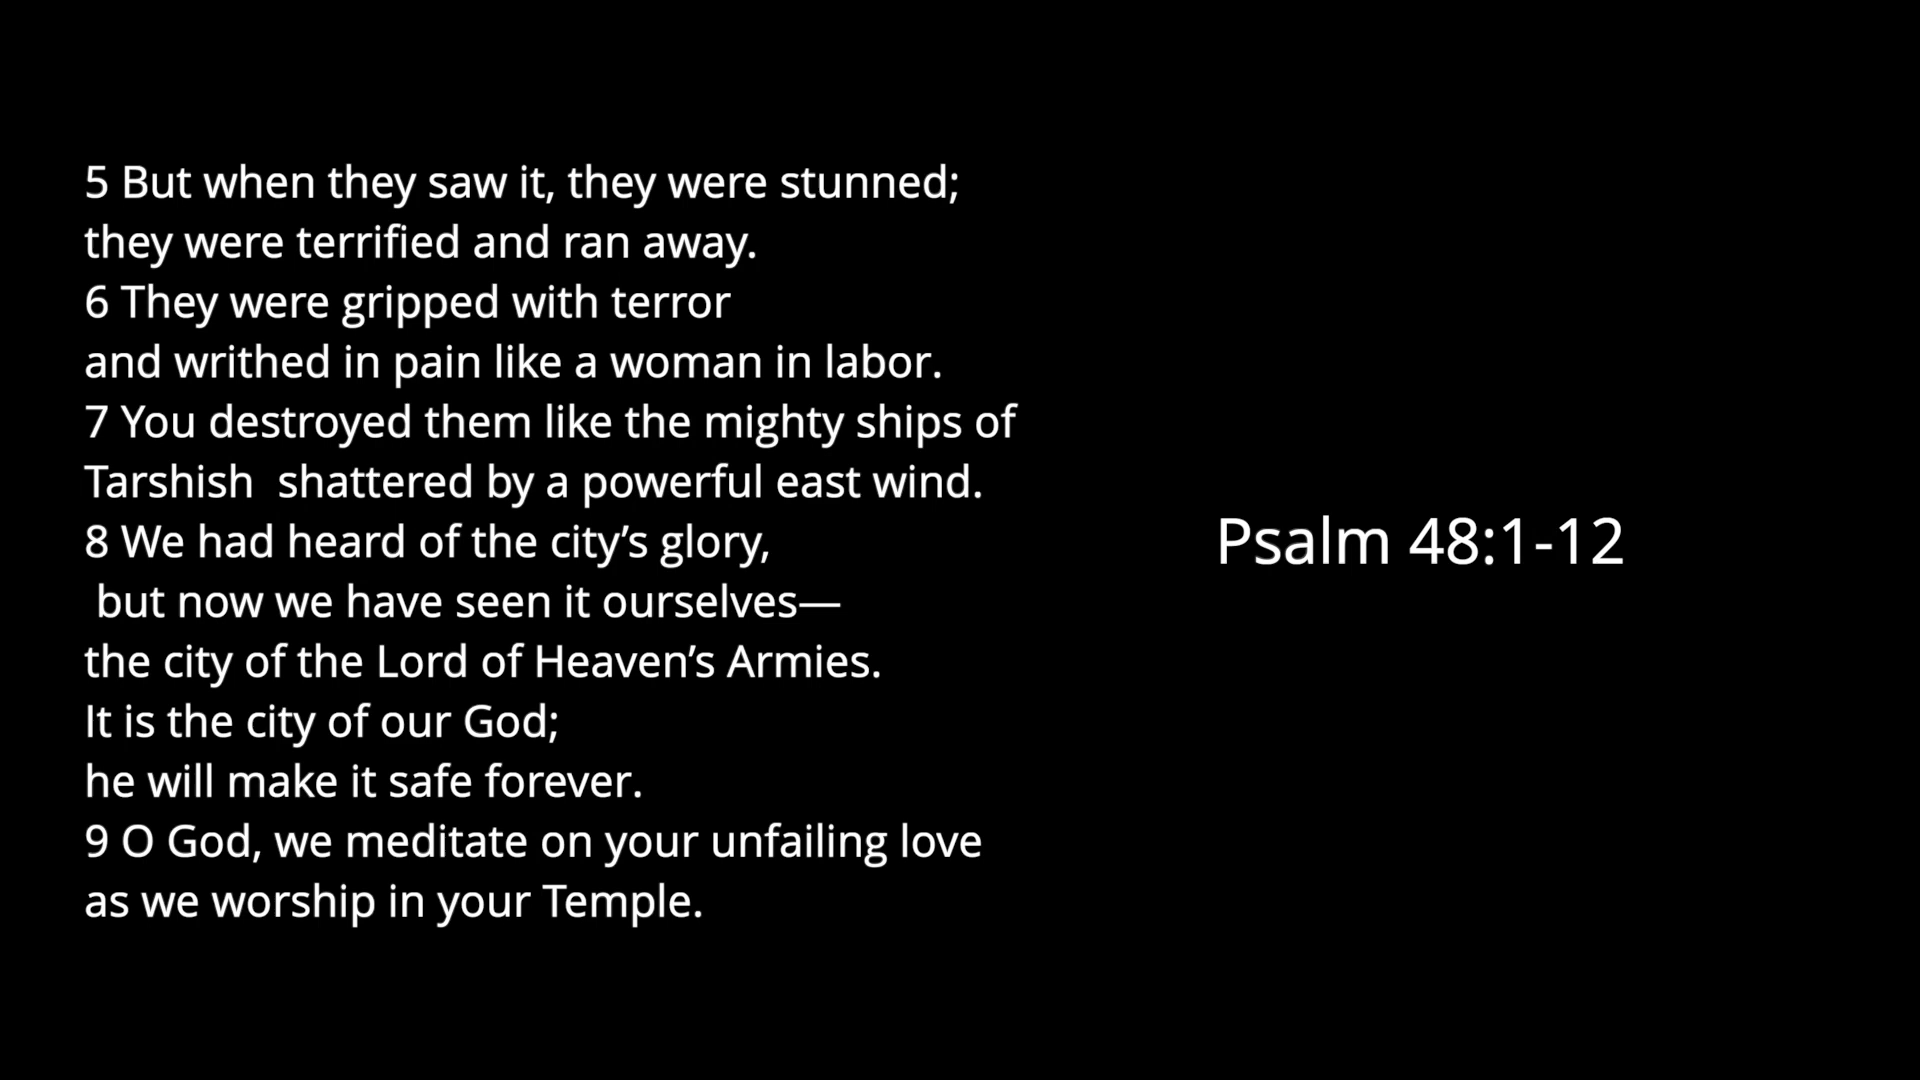 5 But when they saw it, they were stunned;
they were terrified and ran away.
6 They were gripped with terror
and writhed in pain like a woman in labor.
7 You destroyed them like the mighty ships of
Tarshish  shattered by a powerful east wind.
8 We had heard of the city’s glory,
but now we have seen it ourselves—
the city of the Lord of Heaven’s Armies.
It is the city of our God;
he will make it safe forever.
9 O God, we meditate on your unfailing love
as we worship in your Temple.
Psalm 48:1-12